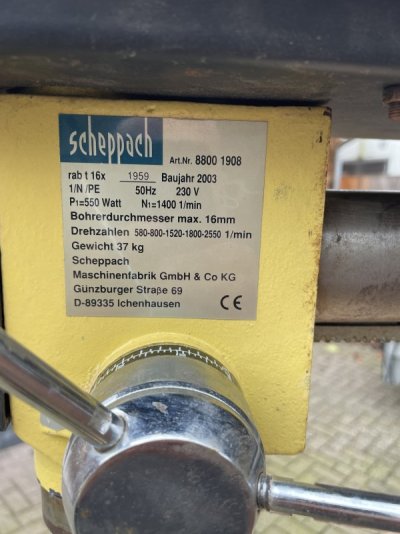 scheppach
Art.Nr. 8800 1908
rab t 16x 1959 Baujahr 2003
1/N /PE 50Hz 230 V
P1=550 Watt N1=1400 1/min
Bohrerdurchmesser max. 16mm
Drehzahlen 580-800-1520-1800-2550 1/min
Gewicht 37 kg
Scheppach
Maschinenfabrik GmbH & Co KG
Günzburger Straße 69
D-89335 Ichenhausen CE